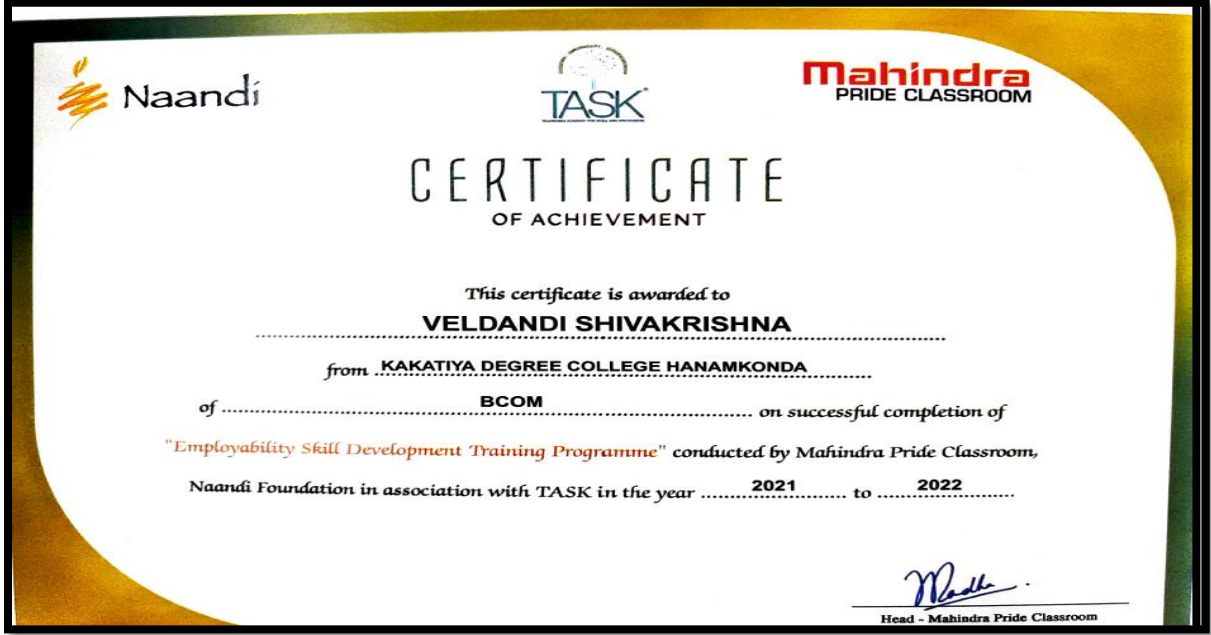 Naandi
TASK
Mahindra
PRIDE CLASSROOM
CERTIFICATE
OF ACHIEVEMENT
This certificate is awarded to
VELDANDI SHIVAKRISHNA
from KAKATIYA DEGREE COLLEGE HANAMKONDA
of BCOM on successful completion of
"Employability Skill Development Training Programme" conducted by Mahindra Pride Classroom,
Naandi Foundation in association with TASK in the year 2021 to 2022
Madhu
Head - Mahindra Pride Classroom